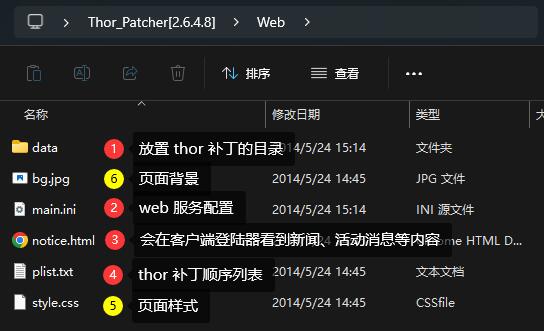 Thor_Patcher[2.6.4.8] > Web >
排序 查看 ...
名称 修改日期 类型 大
data 1 放置 thor 补丁的目录 2014/5/24 15:14 文件夹
bg.jpg 6 页面背景 2014/5/24 14:45 JPG 文件
main.ini 2 web 服务配置 2014/5/24 15:14 INI 源文件
notice.html 3 会在客户端登陆器看到新闻、活动消息等内容 ome HTML D...
plist.txt 4 thor 补丁顺序列表 2014/5/24 14:45 文本文档
style.css 5 页面样式 2014/5/24 14:45 CSSfile